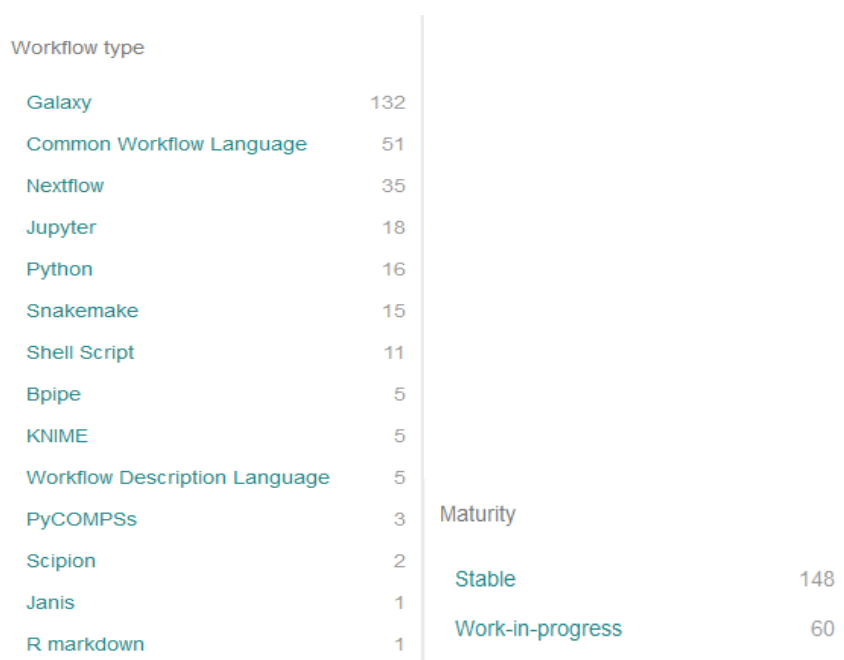 Workflow type
Galaxy 132
Common Workflow Language 51
Nextflow 35
Jupyter 18
Python 16
Snakemake 15
Shell Script 11
Bpipe 5
KNIME 5
Workflow Description Language 5
PyCOMPSs 3
Scipion 2
Janis 1
R markdown 1
Maturity
Stable 148
Work-in-progress 60